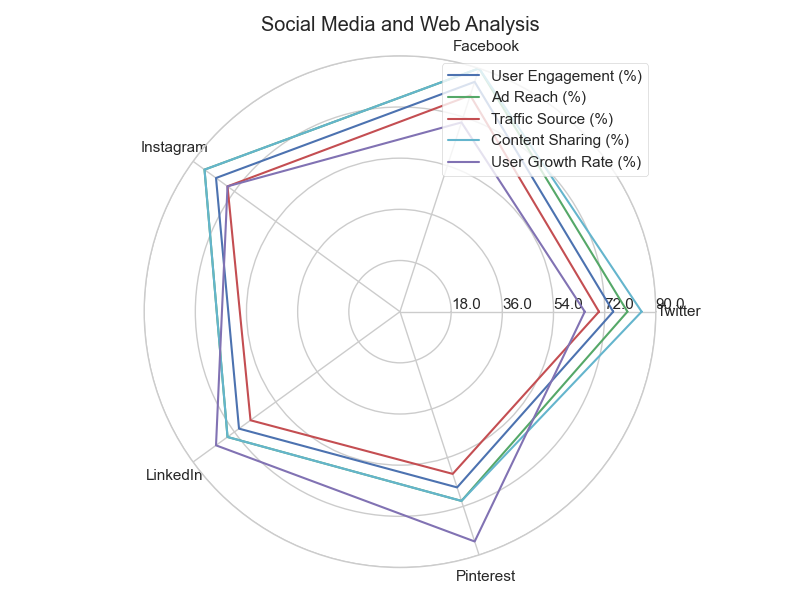 Social Media and Web Analysis
Facebook
User Engagement (%)
Ad Reach (%)
Traffic Source (%)
Content Sharing (%)
User Growth Rate (%)
Instagram
18.0
36.0
54.0
72.0
90.0
Twitter
LinkedIn
Pinterest